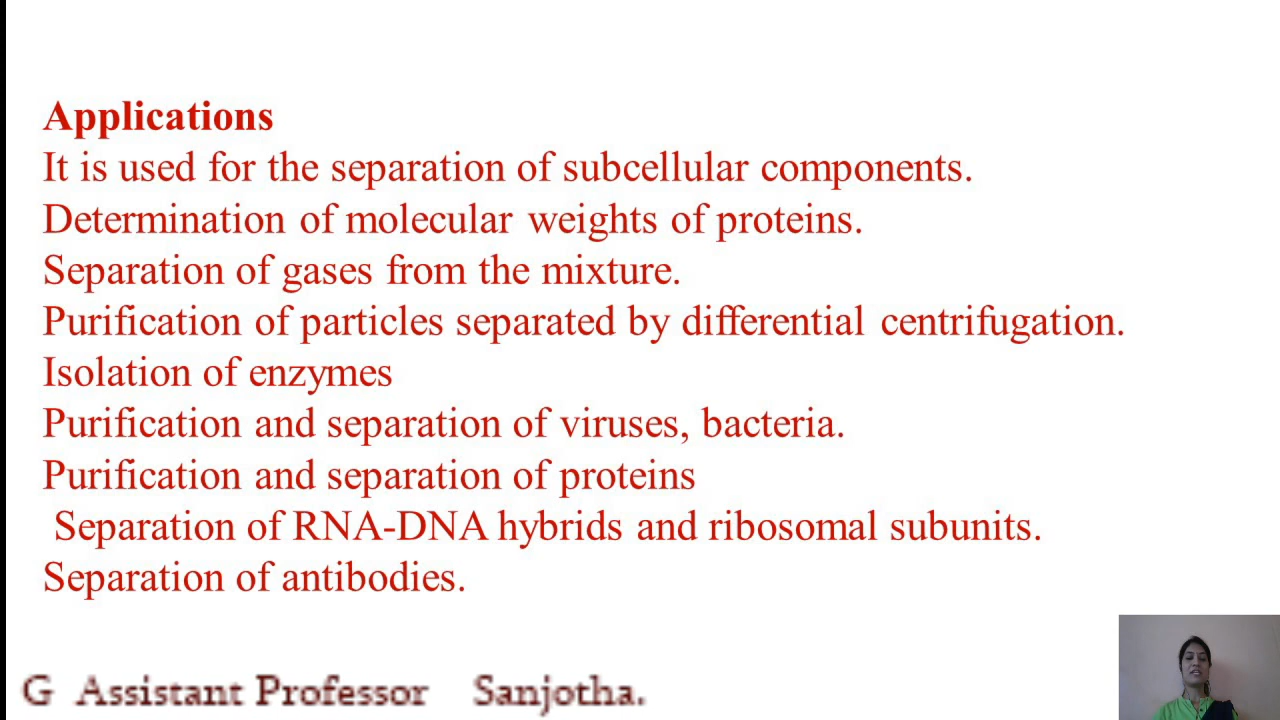 Applications
It is used for the separation of subcellular components.
Determination of molecular weights of proteins.
Separation of gases from the mixture.
Purification of particles separated by differential centrifugation.
Isolation of enzymes
Purification and separation of viruses, bacteria.
Purification and separation of proteins
Separation of RNA-DNA hybrids and ribosomal subunits.
Separation of antibodies.
G Assistant Professor Sanjotha.